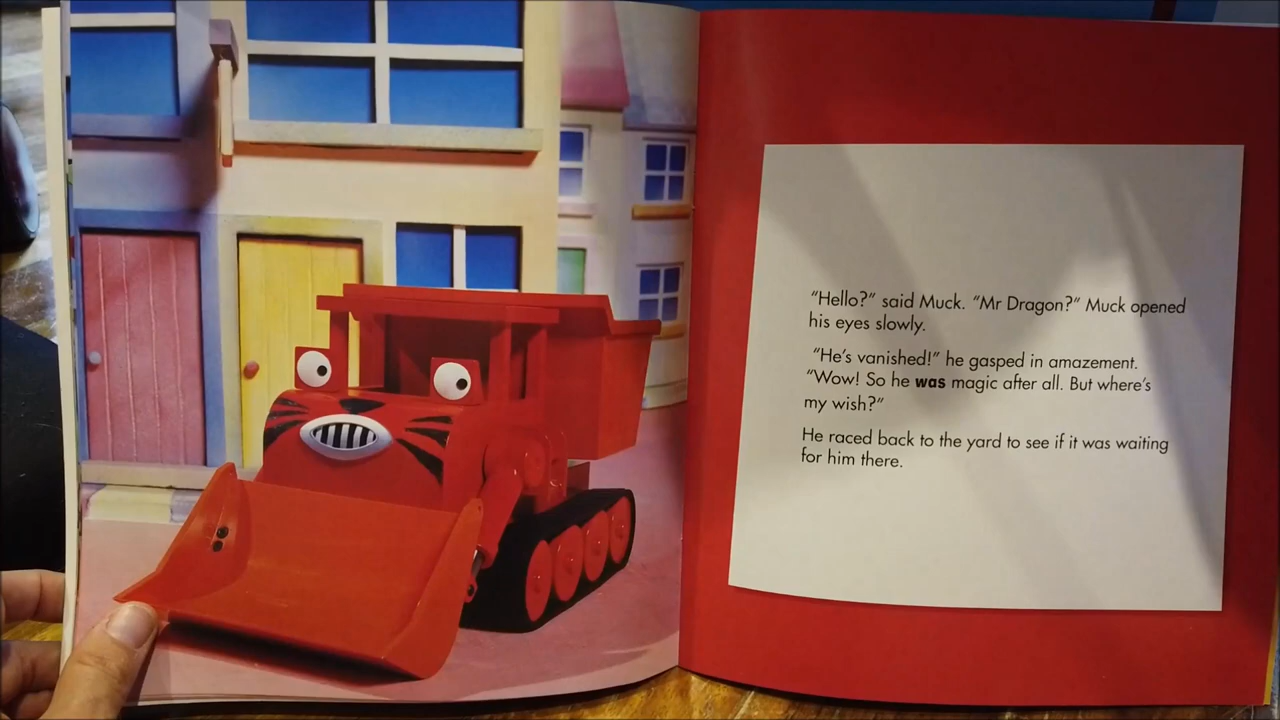 “Hello?” said Muck. “Mr Dragon?” Muck opened
his eyes slowly.
“He’s vanished!” he gasped in amazement.
“Wow! So he was magic after all. But where’s
my wish?”
He raced back to the yard to see if it was waiting
for him there.